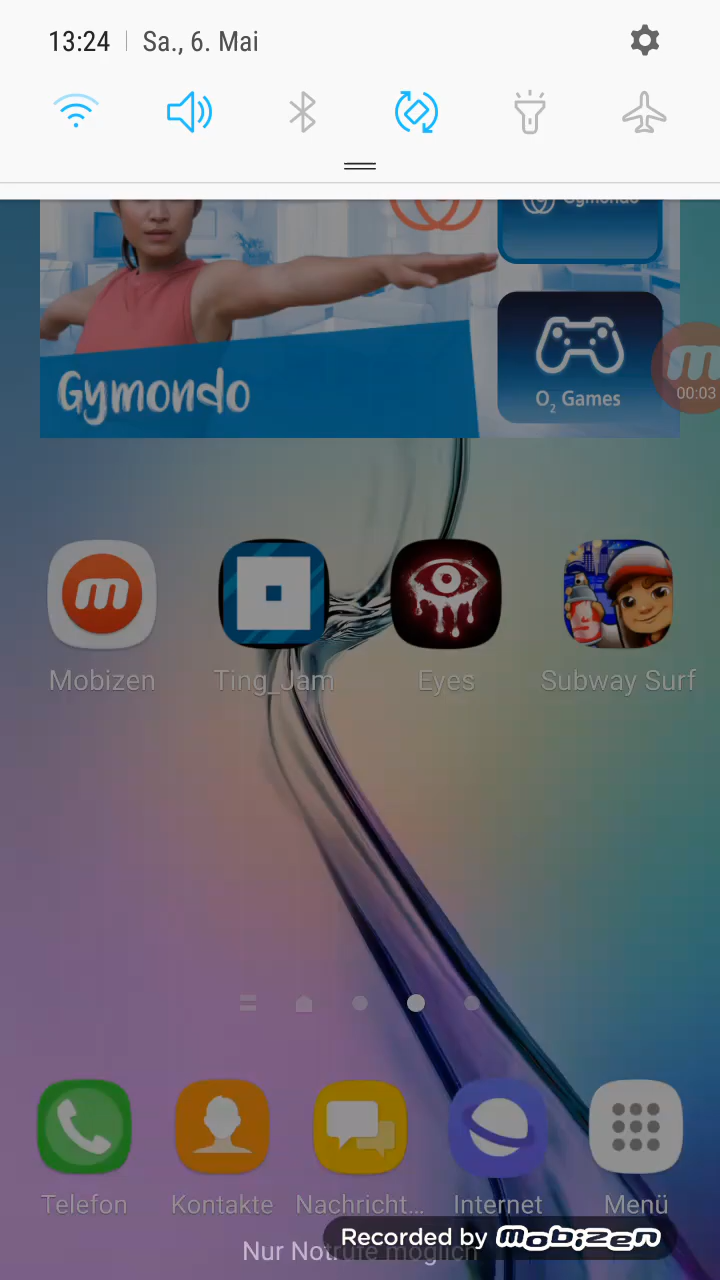 13:24 Sa., 6. Mai
Gymondo
Gymondo
O2 Games
00:03
Mobizen
Ting_Jam
Eyes
Subway Surf
Telefon
Kontakte
Nachricht...
Internet
Menü
Nur Notrufe möglich
Recorded by mobizen